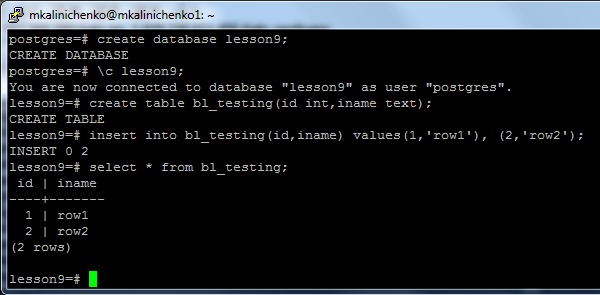 mkalinichenko@mkalinichenko1: ~
postgres=# create database lesson9;
CREATE DATABASE
postgres=# \c lesson9;
You are now connected to database "lesson9" as user "postgres".
lesson9=# create table bl_testing(id int,iname text);
CREATE TABLE
lesson9=# insert into bl_testing(id,iname) values(1,'row1'), (2,'row2');
INSERT 0 2
lesson9=# select * from bl_testing;
 id | iname
----+-------
  1 | row1
  2 | row2
(2 rows)
lesson9=#